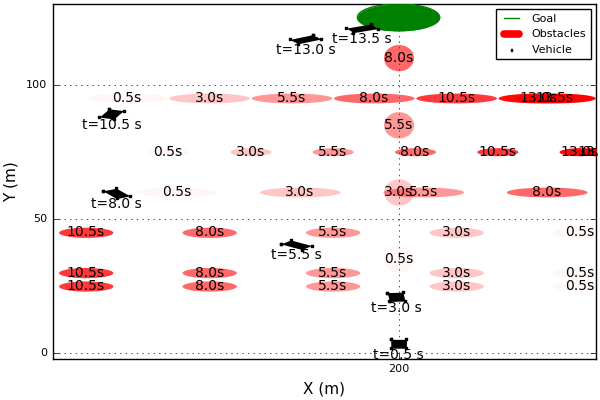 Goal
Obstacles
Vehicle
t=13.5 s
t=13.0 s
8.0s
100
0.5s 3.0s 5.5s 8.0s 10.5s 13.0s 13.5s
t=10.5 s
5.5s
0.5s 3.0s 5.5s 8.0s 10.5s
0.5s 3.0s 3.0s 5.5s 8.0s
t=8.0 s
50
10.5s 8.0s 5.5s 3.0s 0.5s
t=5.5 s
0.5s
10.5s 8.0s 5.5s 3.0s 0.5s
10.5s 8.0s 5.5s 3.0s 0.5s
t=3.0 s
0
t=0.5 s
200
X (m)
Y (m)